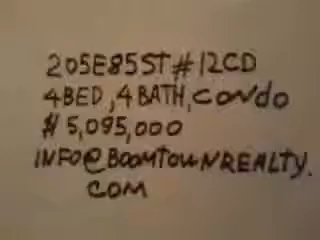 205E85ST#12CD
4BED,4BATH,CONDO
$5,095,000
INFO@BOOMTOWNREALTY.
COM